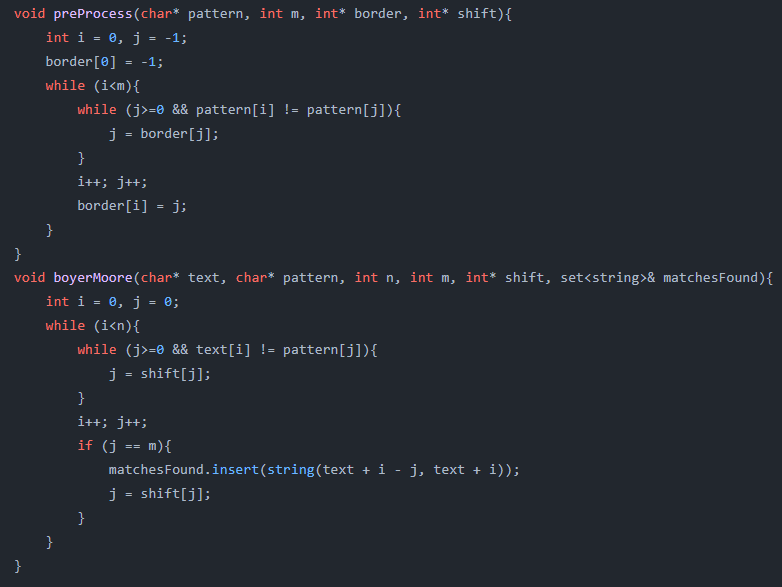 void preProcess(char* pattern, int m, int* border, int* shift){
    int i = 0, j = -1;
    border[0] = -1;
    while (i<m){
        while (j>=0 && pattern[i] != pattern[j]){
            j = border[j];
        }
        i++; j++;
        border[i] = j;
    }
}
void boyerMoore(char* text, char* pattern, int n, int m, int* shift, set<string>& matchesFound){
    int i = 0, j = 0;
    while (i<n){
        while (j>=0 && text[i] != pattern[j]){
            j = shift[j];
        }
        i++; j++;
        if (j == m){
            matchesFound.insert(string(text + i - j, text + i));
            j = shift[j];
        }
    }
}